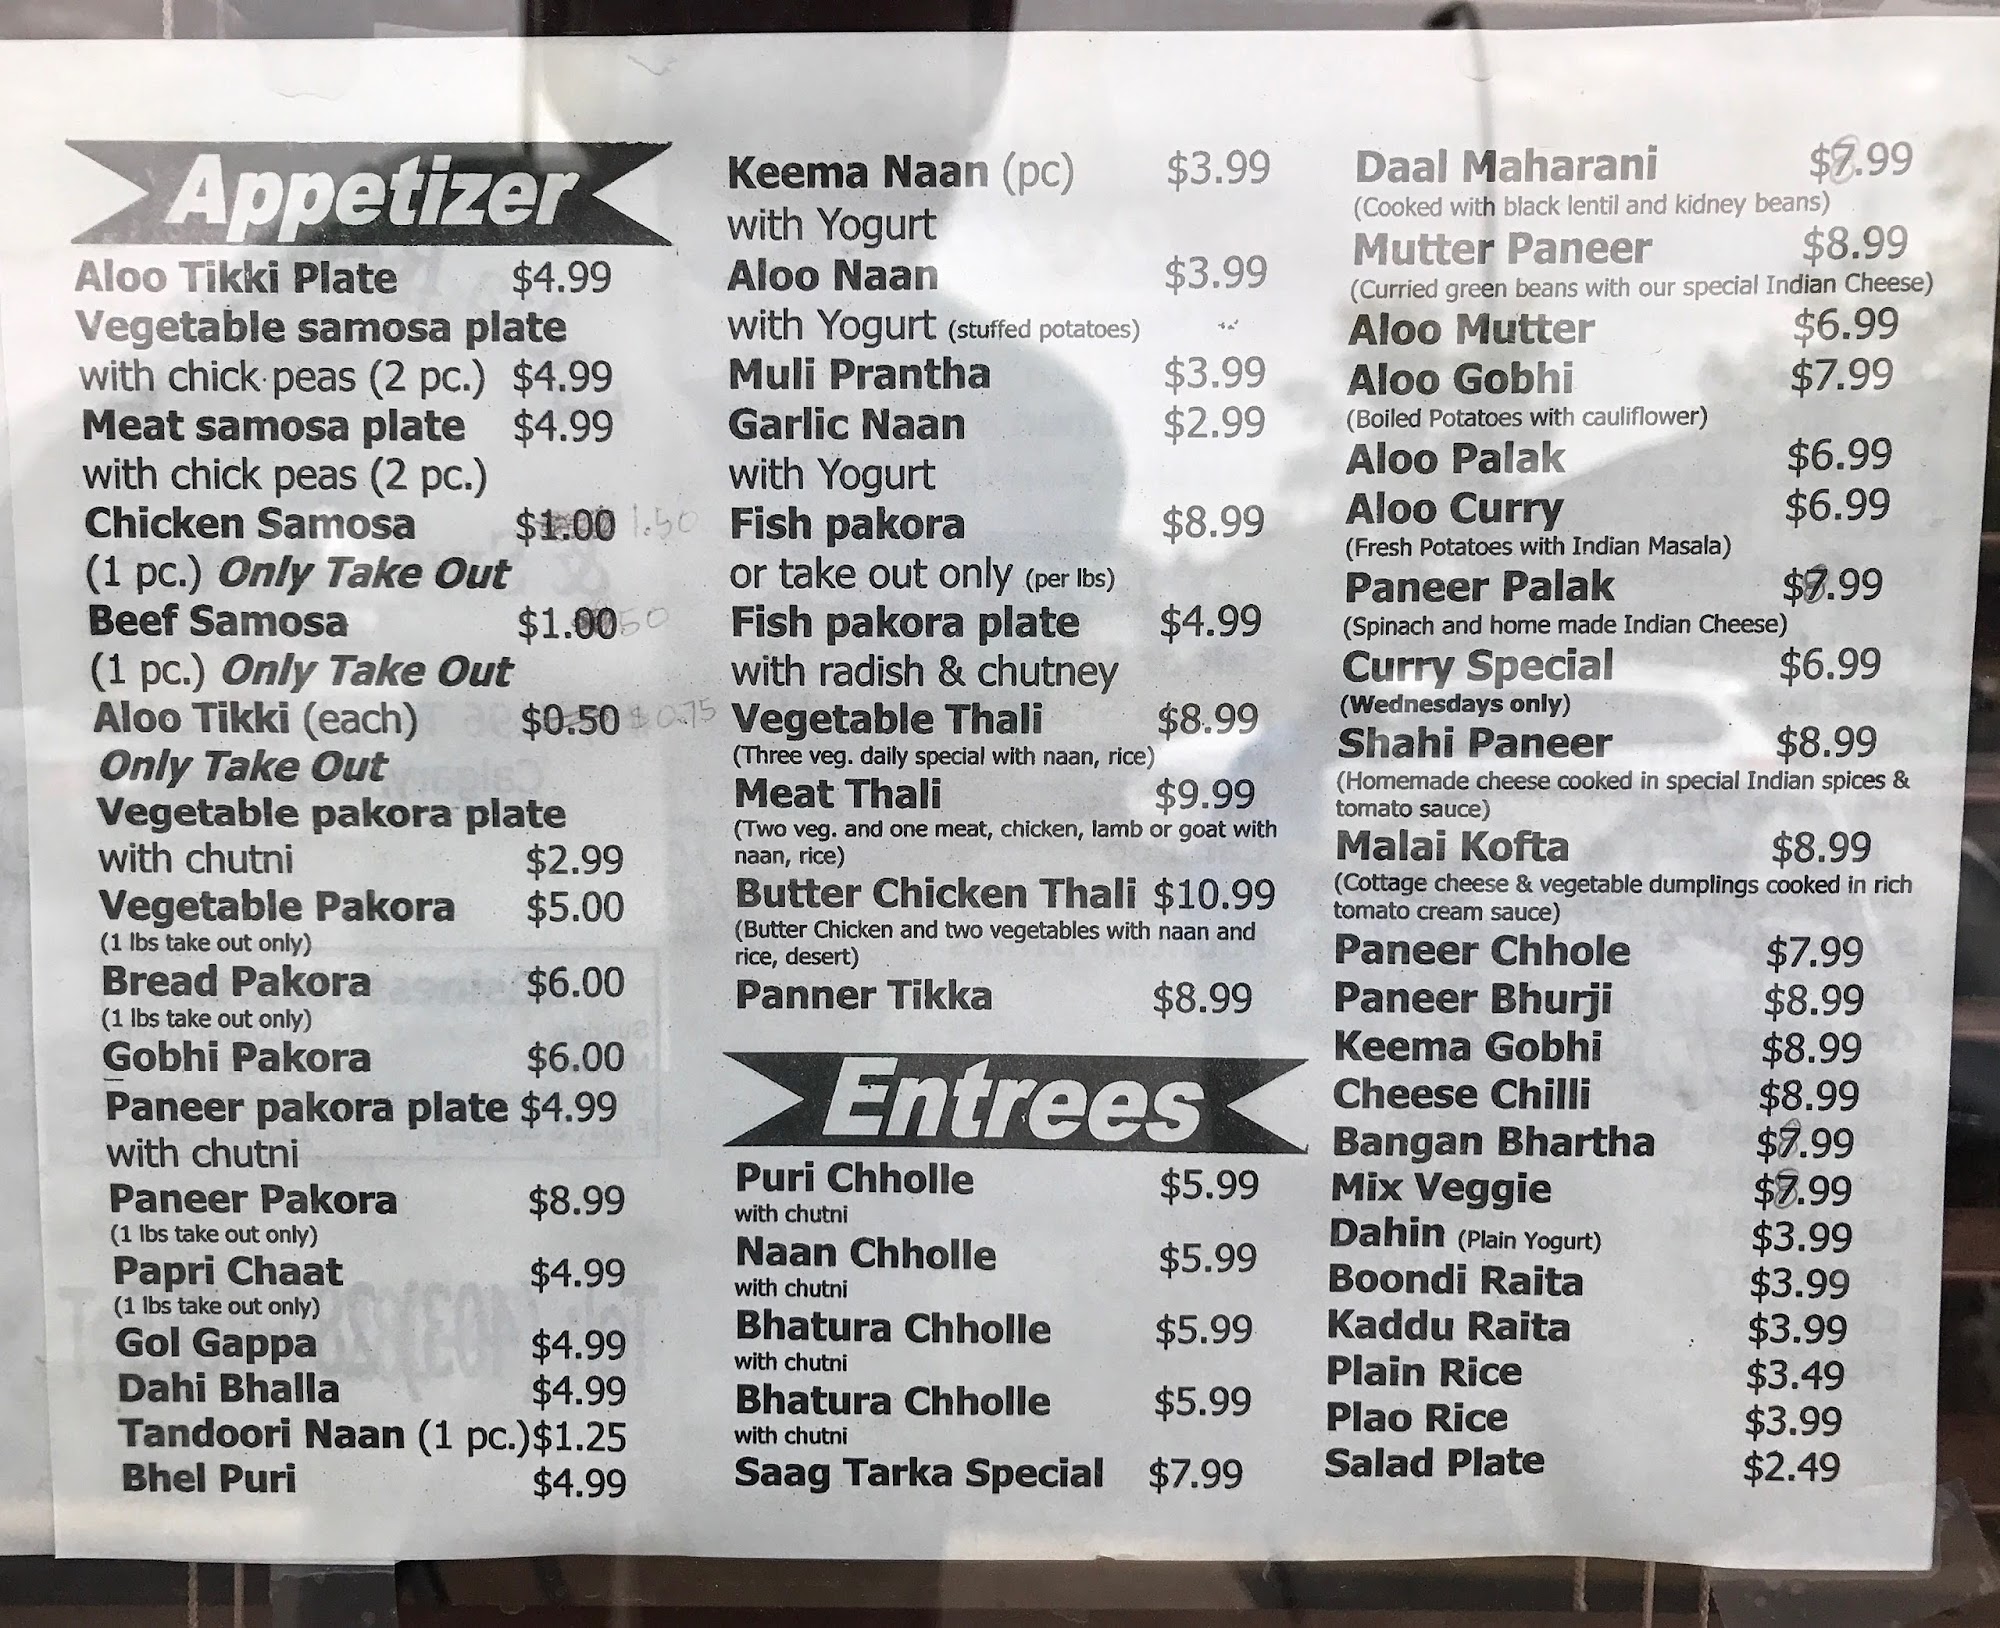 Appetizer
Aloo Tikki Plate $4.99
Vegetable samosa plate
with chick peas (2 pc.) $4.99
Meat samosa plate $4.99
with chick peas (2 pc.)
Chicken Samosa $1.00 1.50
(1 pc.) Only Take Out
Beef Samosa $1.00 50
(1 pc.) Only Take Out
Aloo Tikki (each) $0.50 $0.75
Only Take Out
Vegetable pakora plate
with chutni $2.99
Vegetable Pakora $5.00
(1 lbs take out only)
Bread Pakora $6.00
(1 lbs take out only)
Gobhi Pakora $6.00
Paneer pakora plate $4.99
with chutni
Paneer Pakora $8.99
(1 lbs take out only)
Papri Chaat $4.99
(1 lbs take out only)
Gol Gappa $4.99
Dahi Bhalla $4.99
Tandoori Naan (1 pc.) $1.25
Bhel Puri $4.99
Keema Naan (pc) $3.99
with Yogurt
Aloo Naan $3.99
with Yogurt (stuffed potatoes)
Muli Prantha $3.99
Garlic Naan $2.99
with Yogurt
Fish pakora $8.99
or take out only (per lbs)
Fish pakora plate $4.99
with radish & chutney
Vegetable Thali $8.99
(Three veg. daily special with naan, rice)
Meat Thali $9.99
(Two veg. and one meat, chicken, lamb or goat with
naan, rice)
Butter Chicken Thali $10.99
(Butter Chicken and two vegetables with naan and
rice, desert)
Panner Tikka $8.99
Entrees
Puri Chholle $5.99
with chutni
Naan Chholle $5.99
with chutni
Bhatura Chholle $5.99
with chutni
Bhatura Chholle $5.99
with chutni
Saag Tarka Special $7.99
Daal Maharani $8.99
(Cooked with black lentil and kidney beans)
Mutter Paneer $8.99
(Curried green beans with our special Indian Cheese)
Aloo Mutter $6.99
Aloo Gobhi $7.99
(Boiled Potatoes with cauliflower)
Aloo Palak $6.99
Aloo Curry $6.99
(Fresh Potatoes with Indian Masala)
Paneer Palak $8.99
(Spinach and home made Indian Cheese)
Curry Special $6.99
(Wednesdays only)
Shahi Paneer $8.99
(Homemade cheese cooked in special Indian spices &
tomato sauce)
Malai Kofta $8.99
(Cottage cheese & vegetable dumplings cooked in rich
tomato cream sauce)
Paneer Chhole $7.99
Paneer Bhurji $8.99
Keema Gobhi $8.99
Cheese Chilli $8.99
Bangan Bhartha $8.99
Mix Veggie $8.99
Dahin (Plain Yogurt) $3.99
Boondi Raita $3.99
Kaddu Raita $3.99
Plain Rice $3.49
Plao Rice $3.99
Salad Plate $2.49